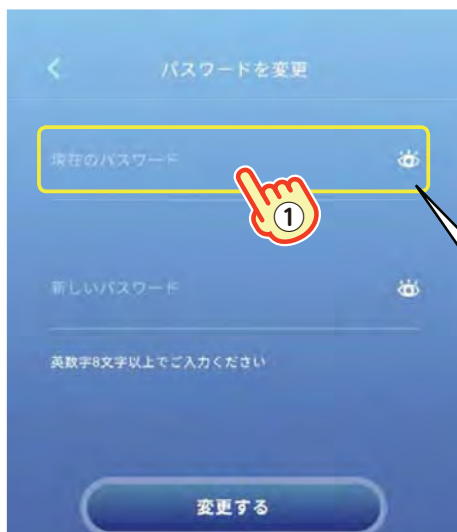 パスワードを変更
現在のパスワード
①
新しいパスワード
英数字8文字以上でご入力ください
変更する